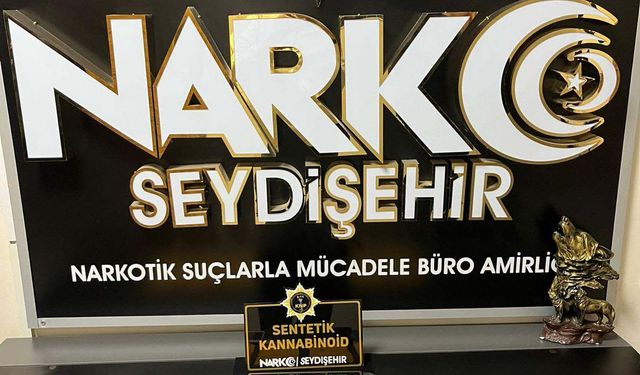 NARKO
SEYDİŞEHİR
NARKOTİK SUÇLARLA MÜCADELE BÜRO AMİRLİĞ
SENTETİK
KANNABİNOİD
NARKO | SEYDİŞEHİR